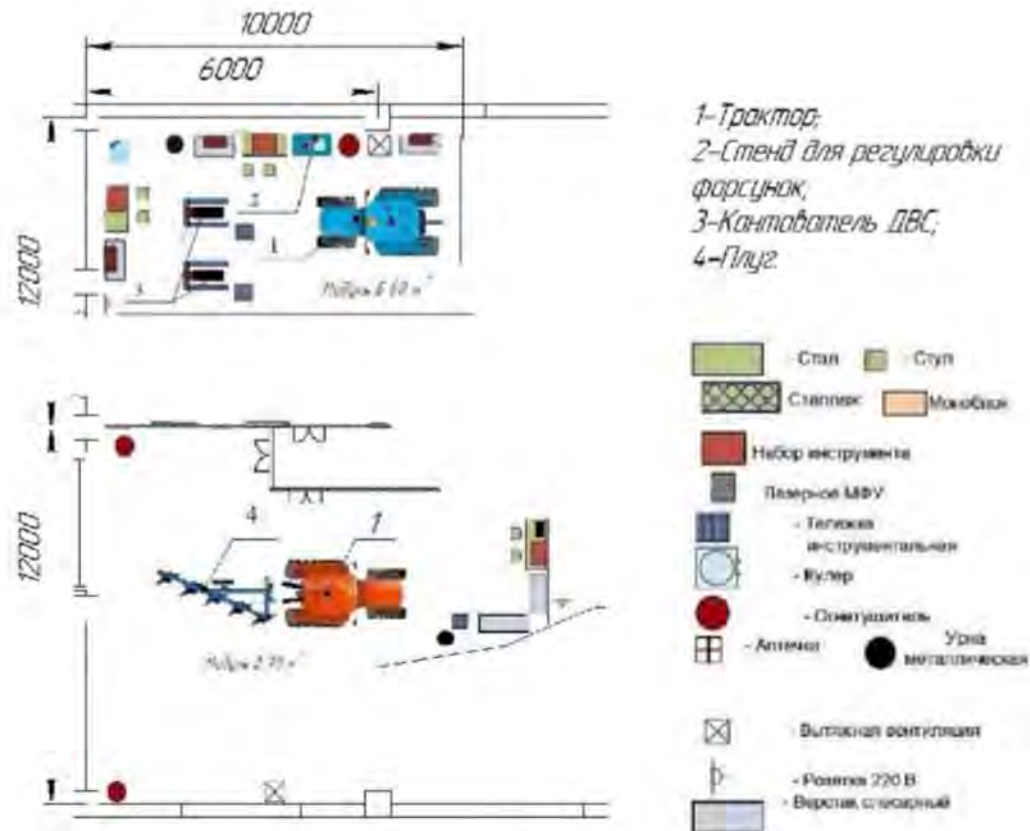 10000
6000
12000
2
1
3
1-Трактор;
2-Стенд для регулировки
форсунок;
3-Кантователь ДВС;
4-Плуг
- Стол
- Стул
Стеллаж
Моноблок
Набор инструмента
Лазерное МФУ
- Тележка
инструментальная
- Кулер
- Огнетушитель
- Аптечка
Урна
металлическая
- Вытяжная вентиляция
- Розетка 220 В
- Верстак слесарный
12000
4
1